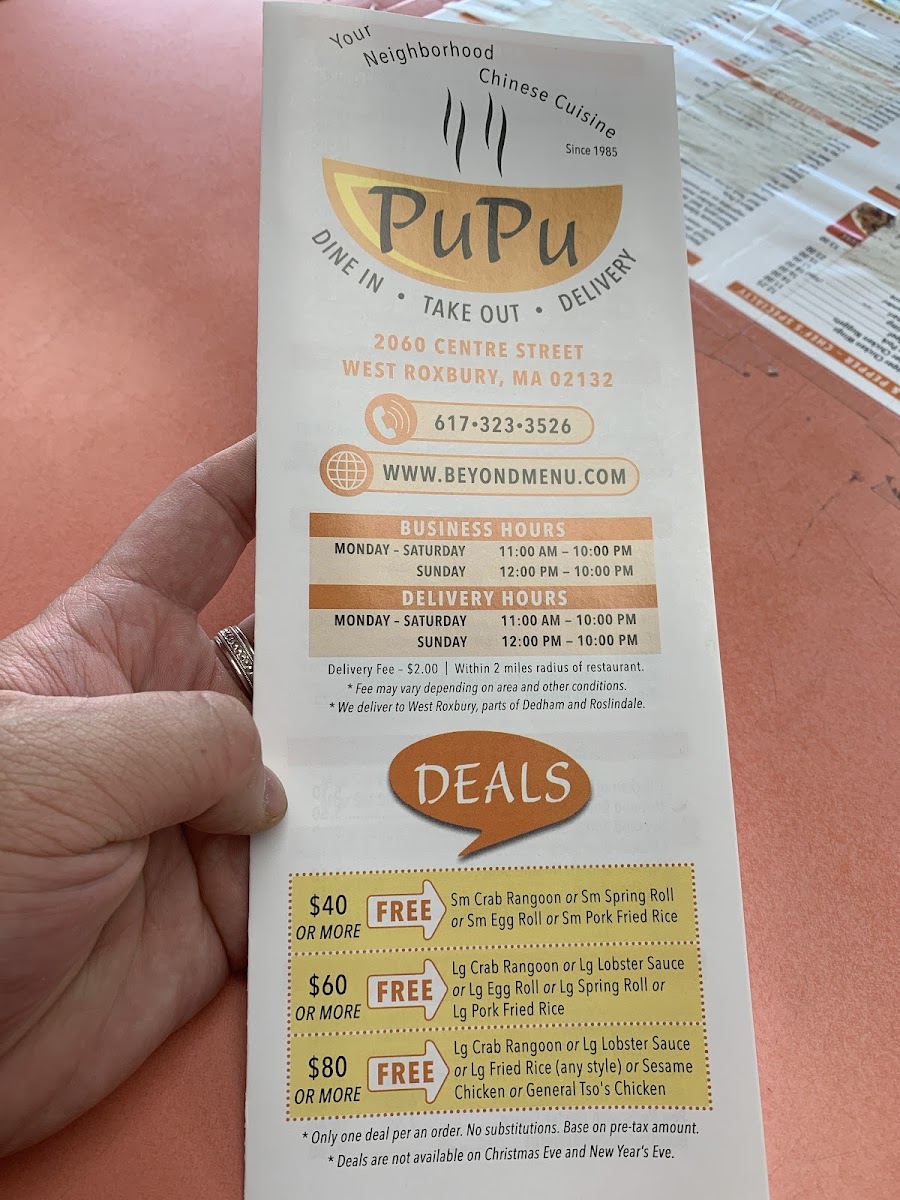 Your
Neighborhood
Chinese Cuisine
Since 1985
PuPu
DINE IN • TAKE OUT • DELIVERY
2060 CENTRE STREET
WEST ROXBURY, MA 02132
617•323•3526
WWW.BEYONDMENU.COM
BUSINESS HOURS
MONDAY – SATURDAY 11:00 AM – 10:00 PM
SUNDAY 12:00 PM – 10:00 PM
DELIVERY HOURS
MONDAY – SATURDAY 11:00 AM – 10:00 PM
SUNDAY 12:00 PM – 10:00 PM
Delivery Fee – $2.00 | Within 2 miles radius of restaurant.
* Fee may vary depending on area and other conditions.
* We deliver to West Roxbury, parts of Dedham and Roslindale.
DEALS
$40
OR MORE
FREE
Sm Crab Rangoon or Sm Spring Roll
or Sm Egg Roll or Sm Pork Fried Rice
$60
OR MORE
FREE
Lg Crab Rangoon or Lg Lobster Sauce
or Lg Egg Roll or Lg Spring Roll or
Lg Pork Fried Rice
$80
OR MORE
FREE
Lg Crab Rangoon or Lg Lobster Sauce
or Lg Fried Rice (any style) or Sesame
Chicken or General Tso's Chicken
* Only one deal per an order. No substitutions. Base on pre-tax amount.
* Deals are not available on Christmas Eve and New Year's Eve.
PEPPER – CHEF'S SPECIALTY